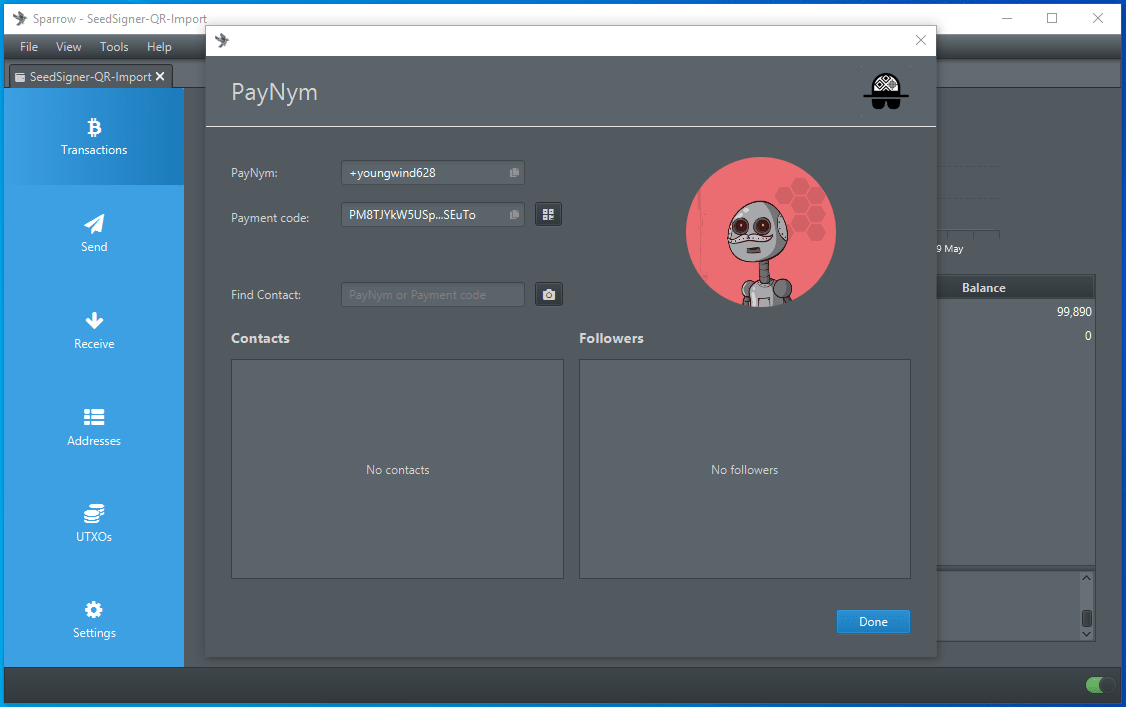 Sparrow - SeedSigner-QR-Import
File View Tools Help
SeedSigner-QR-Import
Transactions
Send
Receive
Addresses
UTXOs
Settings
PayNym
PayNym:
+youngwind628
Payment code:
PM8TJYkW5USp...SEuTo
Find Contact:
PayNym or Payment code
Contacts
Followers
No contacts
No followers
Done
9 May
Balance
99,890
0